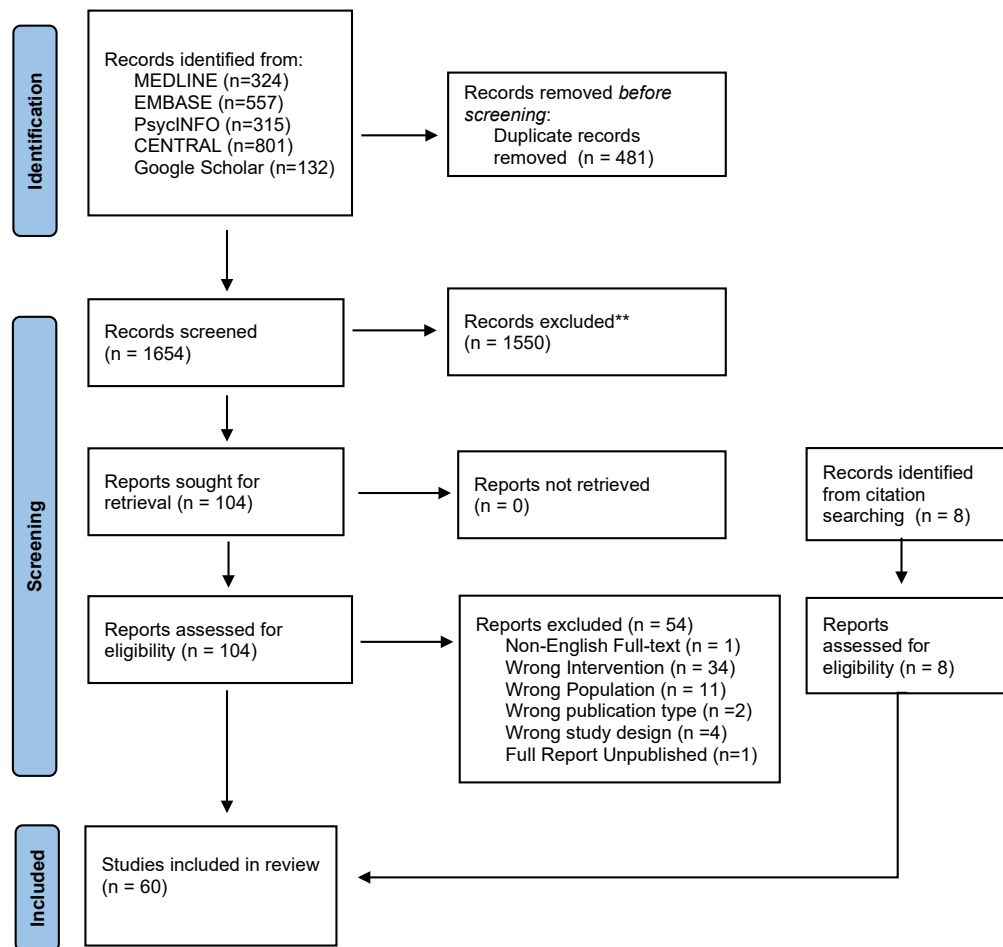 Identification
Records identified from:
MEDLINE (n=324)
EMBASE (n=557)
PsycINFO (n=315)
CENTRAL (n=801)
Google Scholar (n=132)
Records removed before
screening:
Duplicate records
removed (n = 481)
Screening
Records screened
(n = 1654)
Records excluded**
(n = 1550)
Reports sought for
retrieval (n = 104)
Reports not retrieved
(n = 0)
Records identified
from citation
searching (n = 8)
Reports assessed for
eligibility (n = 104)
Reports excluded (n = 54)
Non-English Full-text (n = 1)
Wrong Intervention (n = 34)
Wrong Population (n = 11)
Wrong publication type (n =2)
Wrong study design (n =4)
Full Report Unpublished (n=1)
Reports
assessed for
eligibility (n = 8)
Included
Studies included in review
(n = 60)